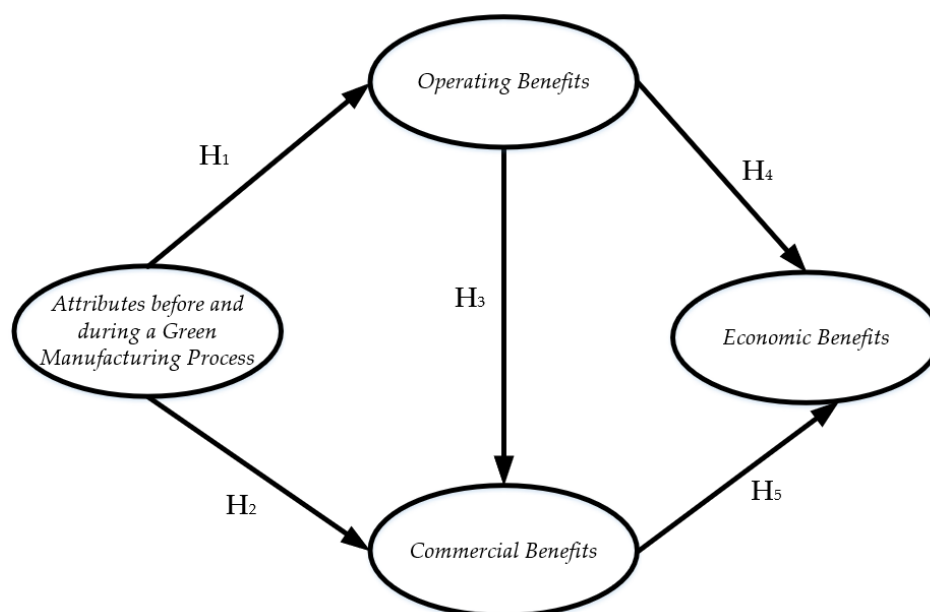 Operating Benefits
H1
H4
Attributes before and
during a Green
Manufacturing Process
H3
Economic Benefits
H2
H5
Commercial Benefits